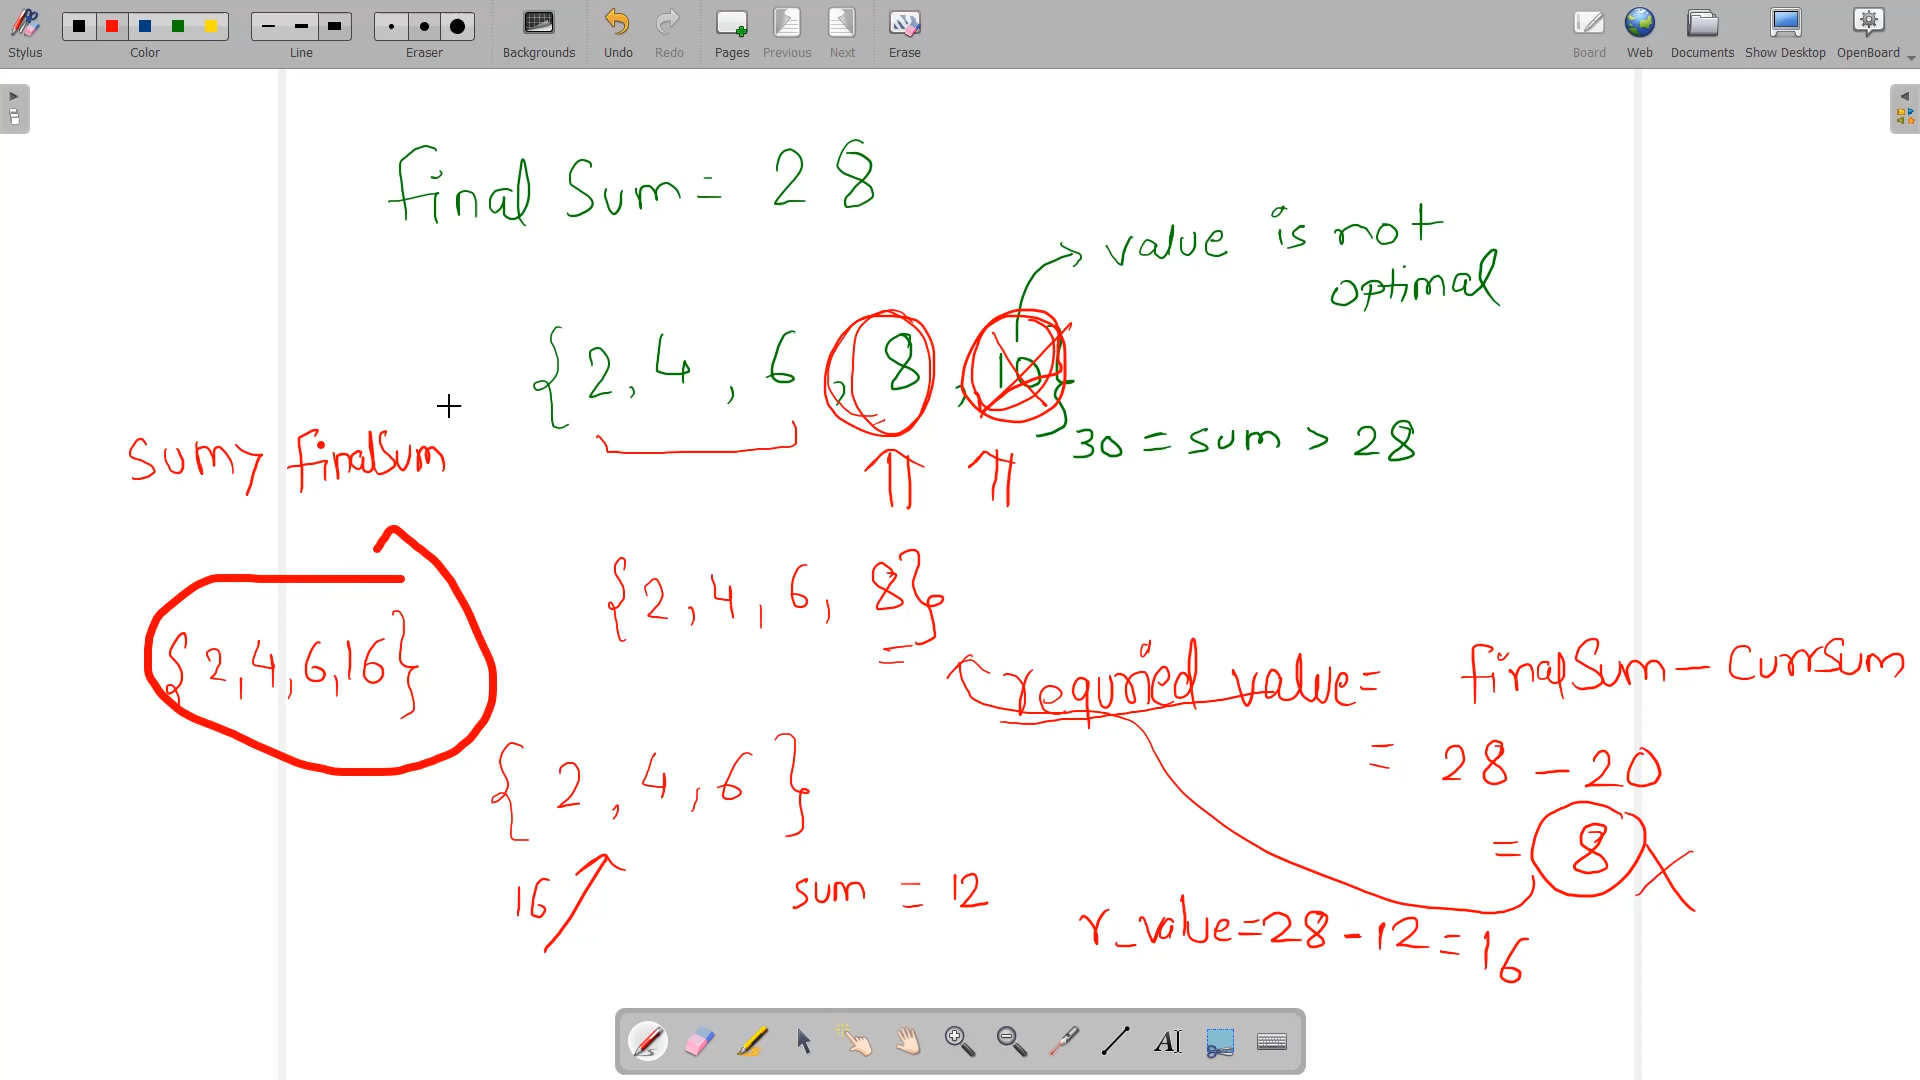 Stylus Color Line Eraser Backgrounds Undo Redo Pages Previous Next Erase Board Web Documents Show Desktop OpenBoard
final Sum = 28
value is not
optimal
{2,4,6,8,10}
30 = sum > 28
sum > finalSum
{2,4,6,8}
{2,4,6,16}
requried value = finalSum - CurrSum
= 28 - 20
= 8
{2,4,6}
16
sum = 12
r_value=28-12=16
AI